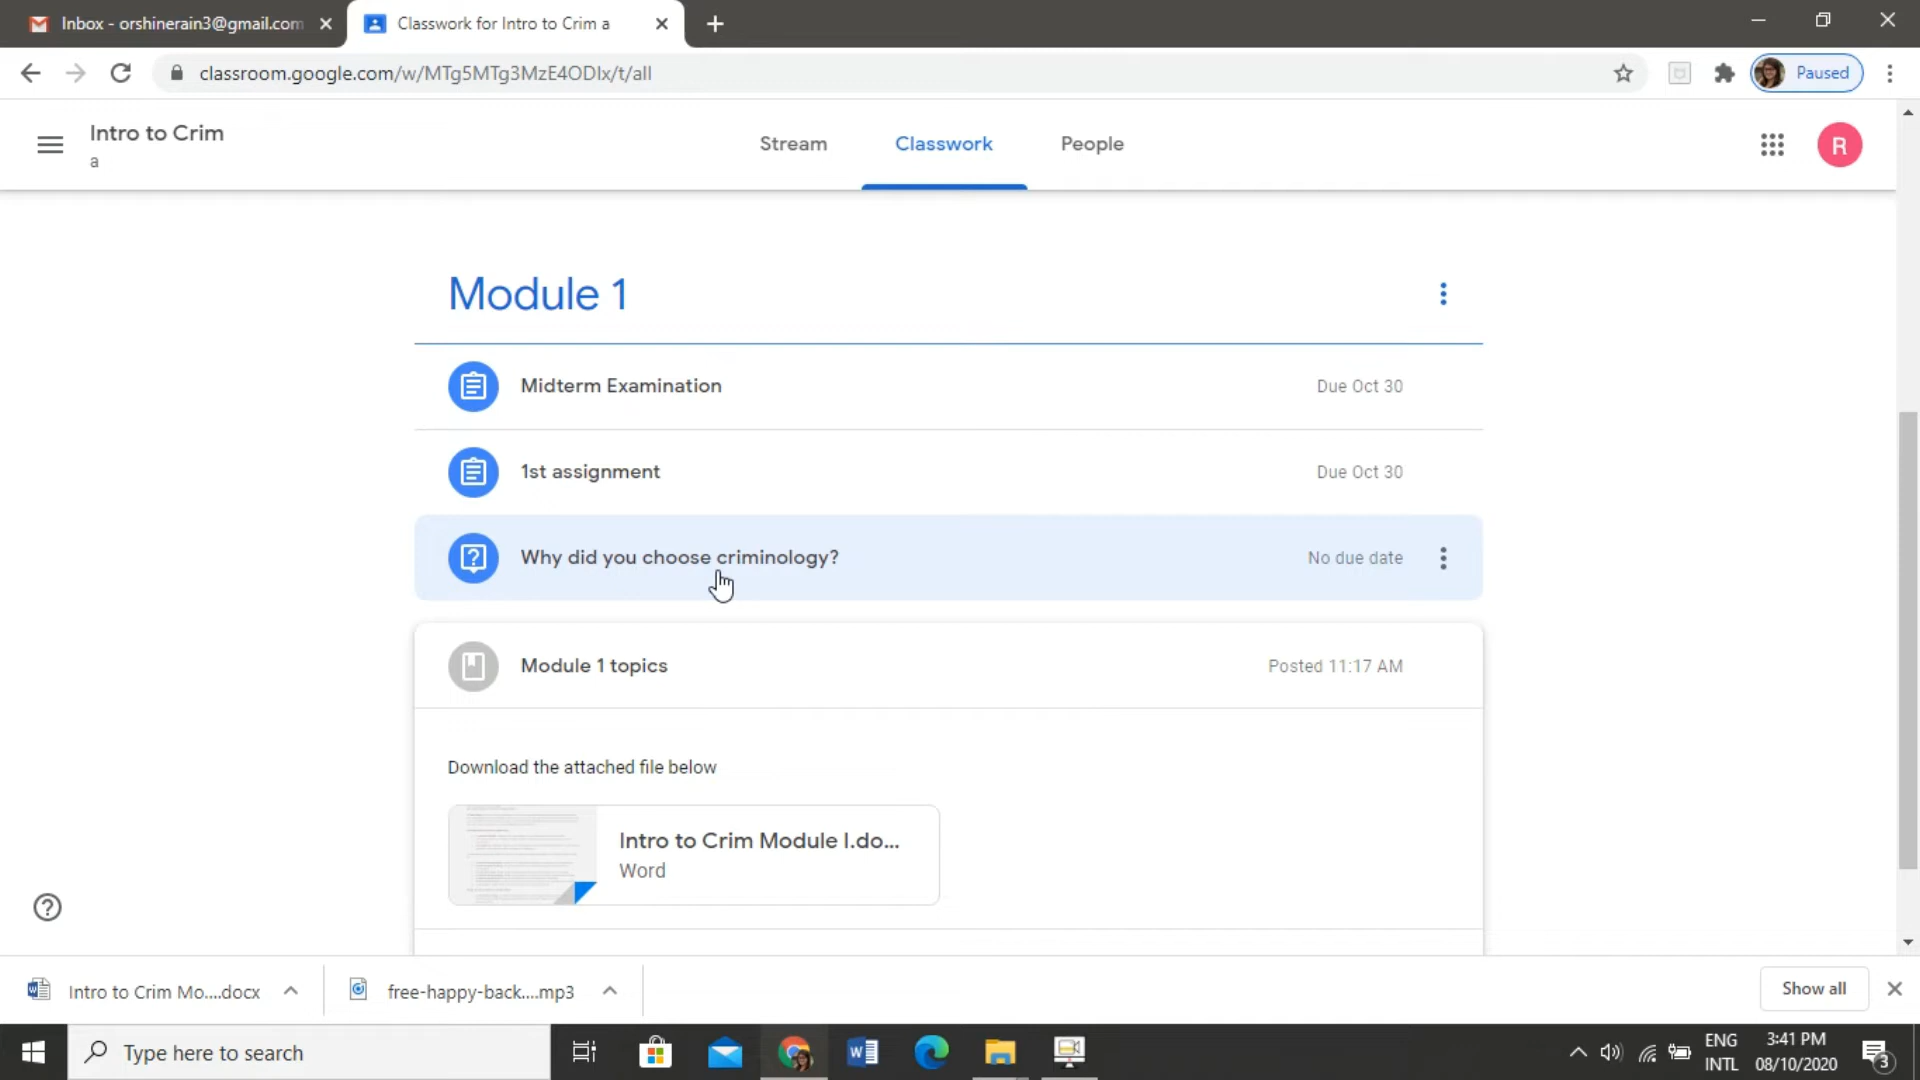 Inbox - orshinerain3@gmail.com
Classwork for Intro to Crim a
classroom.google.com/w/MTg5MTg3MzE4ODIx/t/all
Paused
Intro to Crim
a
Stream
Classwork
People
R
Module 1
Midterm Examination
Due Oct 30
1st assignment
Due Oct 30
Why did you choose criminology?
No due date
Module 1 topics
Posted 11:17 AM
Download the attached file below
Intro to Crim Module I.do...
Word
Intro to Crim Mo....docx
free-happy-back....mp3
Show all
Type here to search
ENG
INTL
3:41 PM
08/10/2020
3